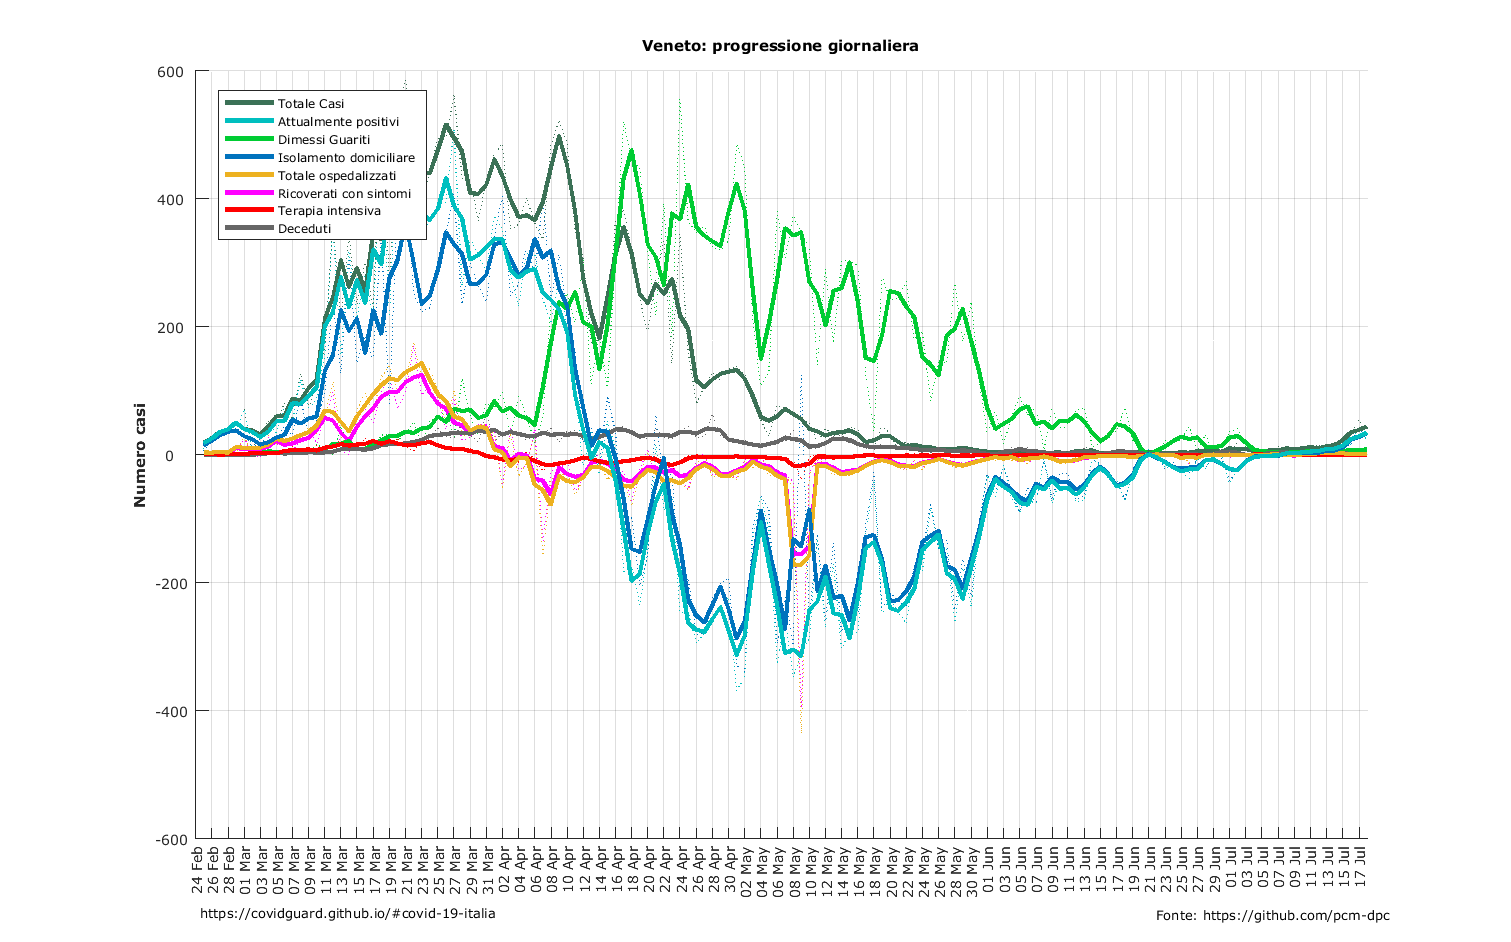 Veneto: progressione giornaliera
600
400
200
0
-200
-400
-600
Numero casi
Totale Casi
Attualmente positivi
Dimessi Guariti
Isolamento domiciliare
Totale ospedalizzati
Ricoverati con sintomi
Terapia intensiva
Deceduti
24 Feb
26 Feb
28 Feb
01 Mar
03 Mar
05 Mar
07 Mar
09 Mar
11 Mar
13 Mar
15 Mar
17 Mar
19 Mar
21 Mar
23 Mar
25 Mar
27 Mar
29 Mar
31 Mar
02 Apr
04 Apr
06 Apr
08 Apr
10 Apr
12 Apr
14 Apr
16 Apr
18 Apr
20 Apr
22 Apr
24 Apr
26 Apr
28 Apr
30 Apr
02 May
04 May
06 May
08 May
10 May
12 May
14 May
16 May
18 May
20 May
22 May
24 May
26 May
28 May
30 May
01 Jun
03 Jun
05 Jun
07 Jun
09 Jun
11 Jun
13 Jun
15 Jun
17 Jun
19 Jun
21 Jun
23 Jun
25 Jun
27 Jun
29 Jun
01 Jul
03 Jul
05 Jul
07 Jul
09 Jul
11 Jul
13 Jul
15 Jul
17 Jul
https://covidguard.github.io/#covid-19-italia
Fonte: https://github.com/pcm-dpc